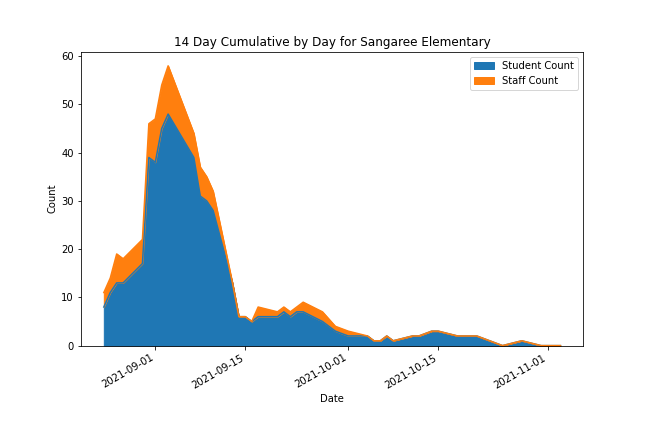 14 Day Cumulative by Day for Sangaree Elementary
Student Count
Staff Count
60
50
40
30
20
10
0
Count
2021-09-01
2021-09-15
2021-10-01
2021-10-15
2021-11-01
Date